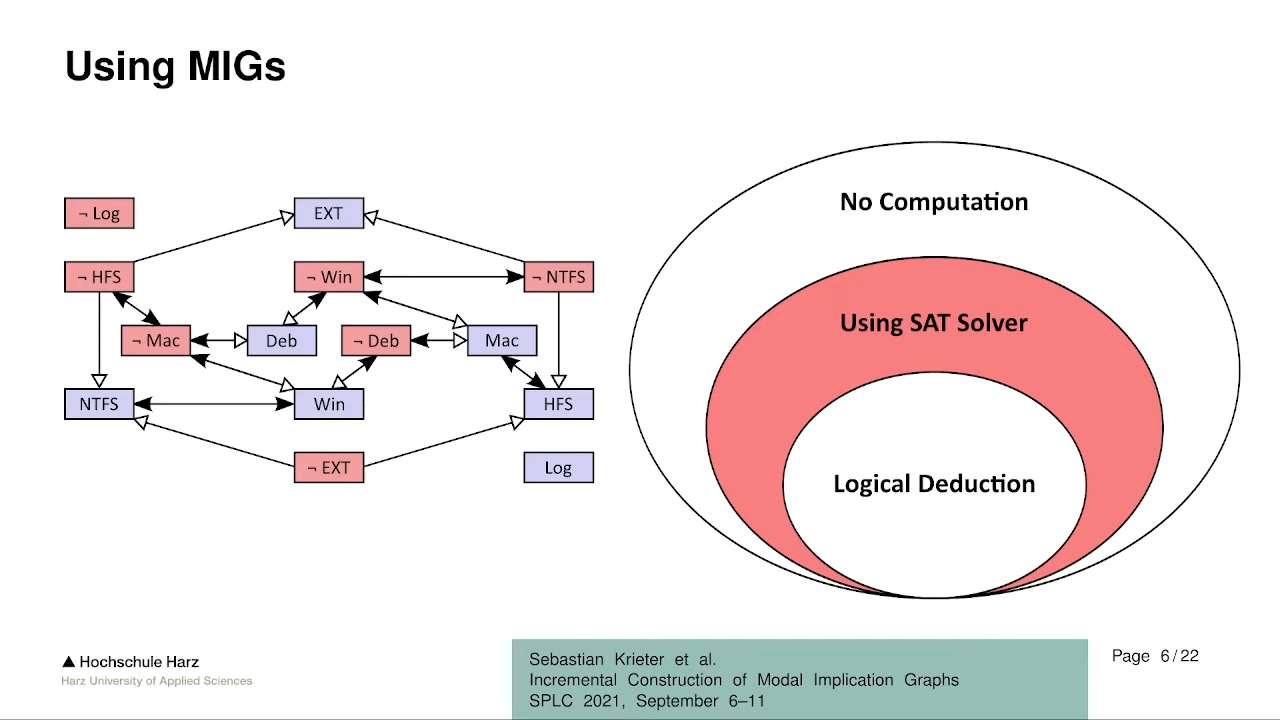 Using MIGs
¬ Log
EXT
¬ HFS
¬ Win
¬ NTFS
¬ Mac
Deb
¬ Deb
Mac
NTFS
Win
HFS
¬ EXT
Log
No Computation
Using SAT Solver
Logical Deduction
▲ Hochschule Harz
Harz University of Applied Sciences
Sebastian Krieter et al.
Incremental Construction of Modal Implication Graphs
SPLC 2021, September 6–11
Page 6/22